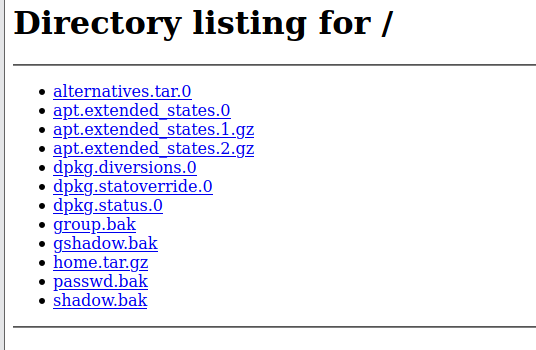 Directory listing for /
alternatives.tar.0
apt.extended_states.0
apt.extended_states.1.gz
apt.extended_states.2.gz
dpkg.diversions.0
dpkg.statoverride.0
dpkg.status.0
group.bak
gshadow.bak
home.tar.gz
passwd.bak
shadow.bak